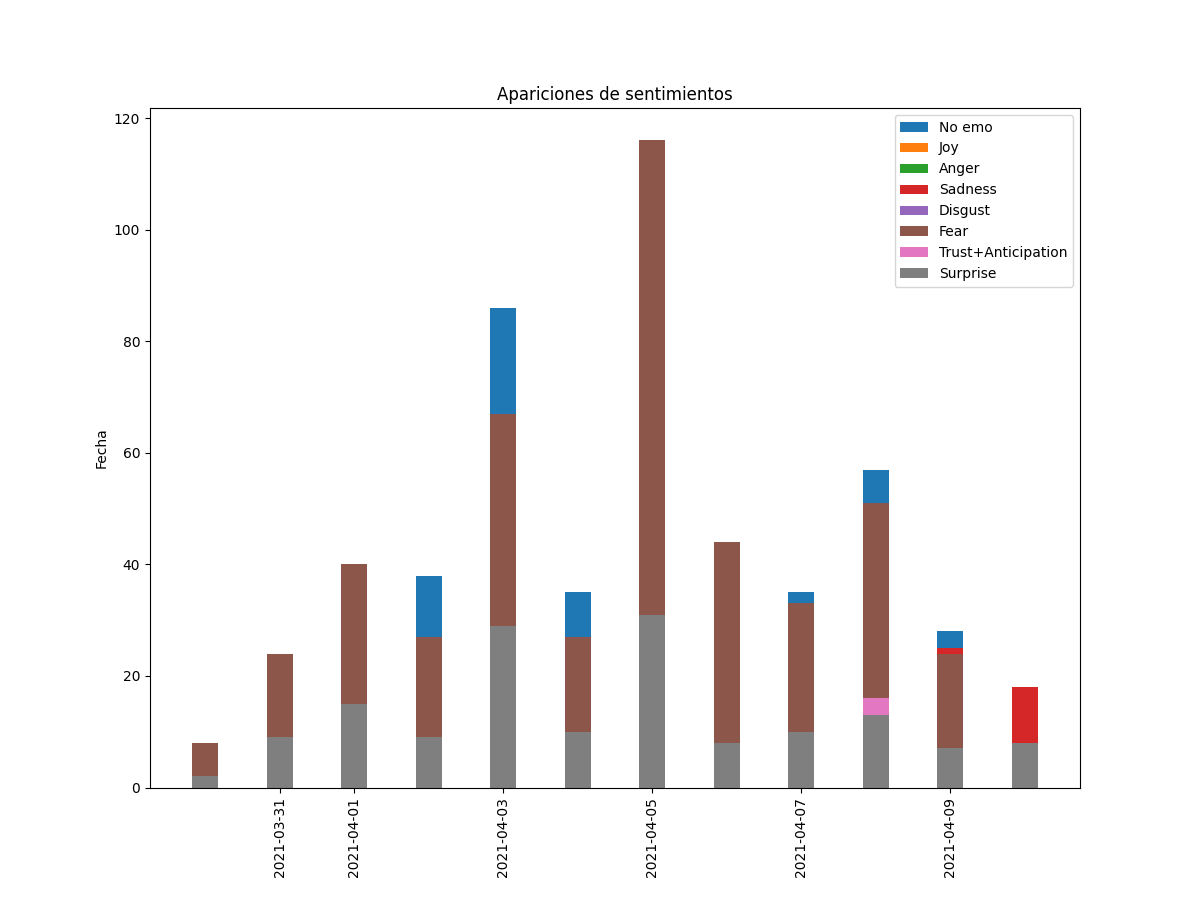 Apariciones de sentimientos
120
100
80
60
40
20
0
Fecha
No emo
Joy
Anger
Sadness
Disgust
Fear
Trust+Anticipation
Surprise
2021-03-31
2021-04-01
2021-04-03
2021-04-05
2021-04-07
2021-04-09